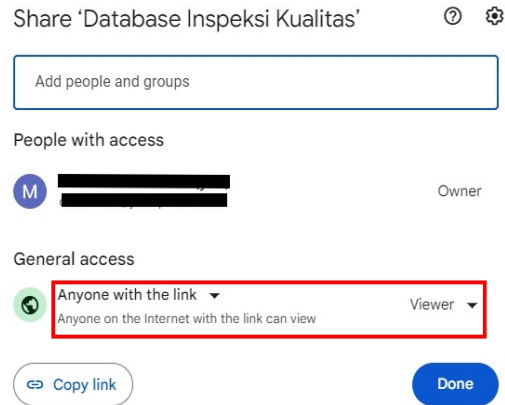 Share ‘Database Inspeksi Kualitas’
Add people and groups
People with access
M
Owner
General access
Anyone with the link
Viewer
Anyone on the Internet with the link can view
Copy link
Done